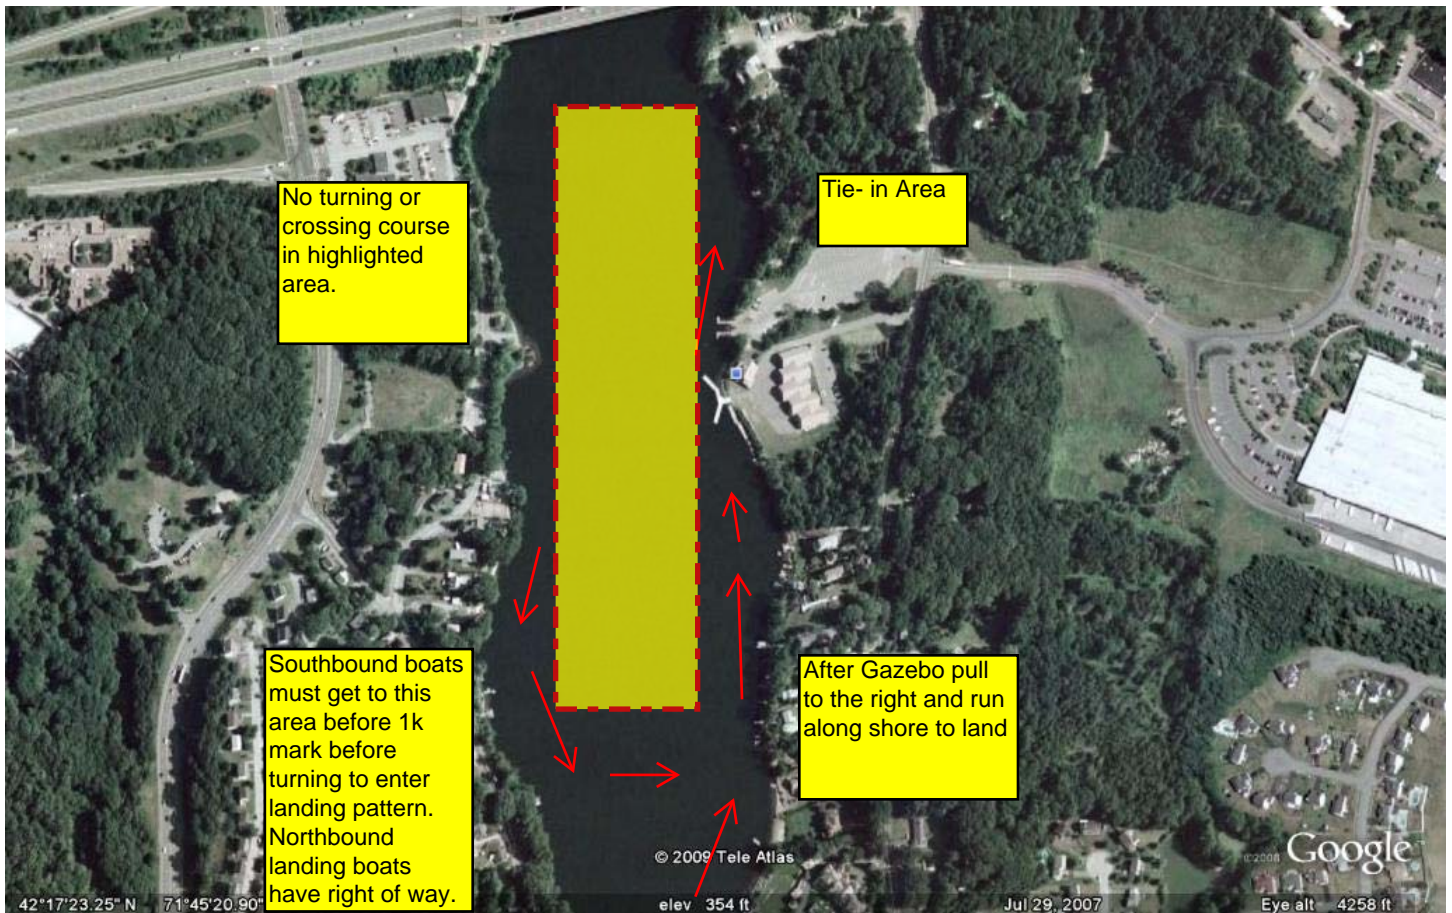 No turning or
crossing course
in highlighted
area.
Tie- in Area
Southbound boats
must get to this
area before 1k
mark before
turning to enter
landing pattern.
Northbound
landing boats
have right of way.
After Gazebo pull
to the right and run
along shore to land
© 2009 Tele Atlas
©2008 Google
42°17'23.25" N 71°45'20.90" elev 354 ft Jul 29, 2007 Eye alt 4258 ft